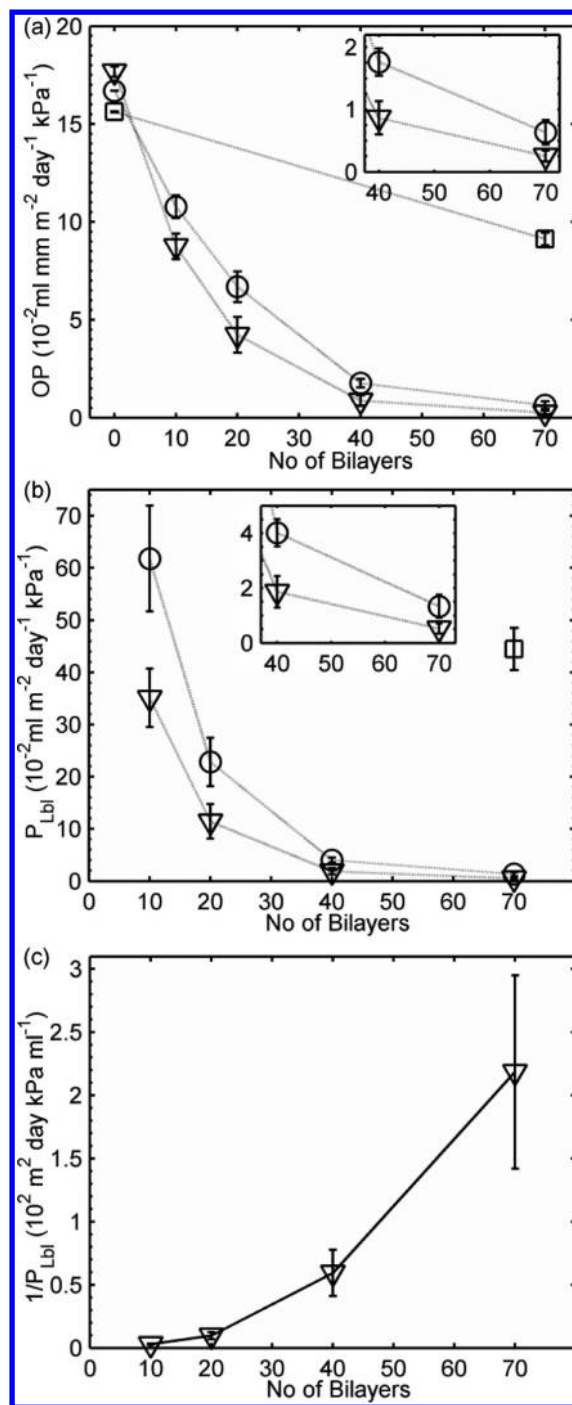 (a)
20
15
10
5
0
OP (10⁻²ml mm m⁻² day⁻¹ kPa⁻¹)
0 10 20 30 40 50 60 70
No of Bilayers
2
1
0
40 50 60 70
(b)
70
60
50
40
30
20
10
0
P_Lbl (10⁻²ml m⁻² day⁻¹ kPa⁻¹)
0 10 20 30 40 50 60 70
No of Bilayers
4
2
0
40 50 60 70
(c)
3
2.5
2
1.5
1
0.5
0
1/P_Lbl (10² m² day kPa ml⁻¹)
0 10 20 30 40 50 60 70
No of Bilayers